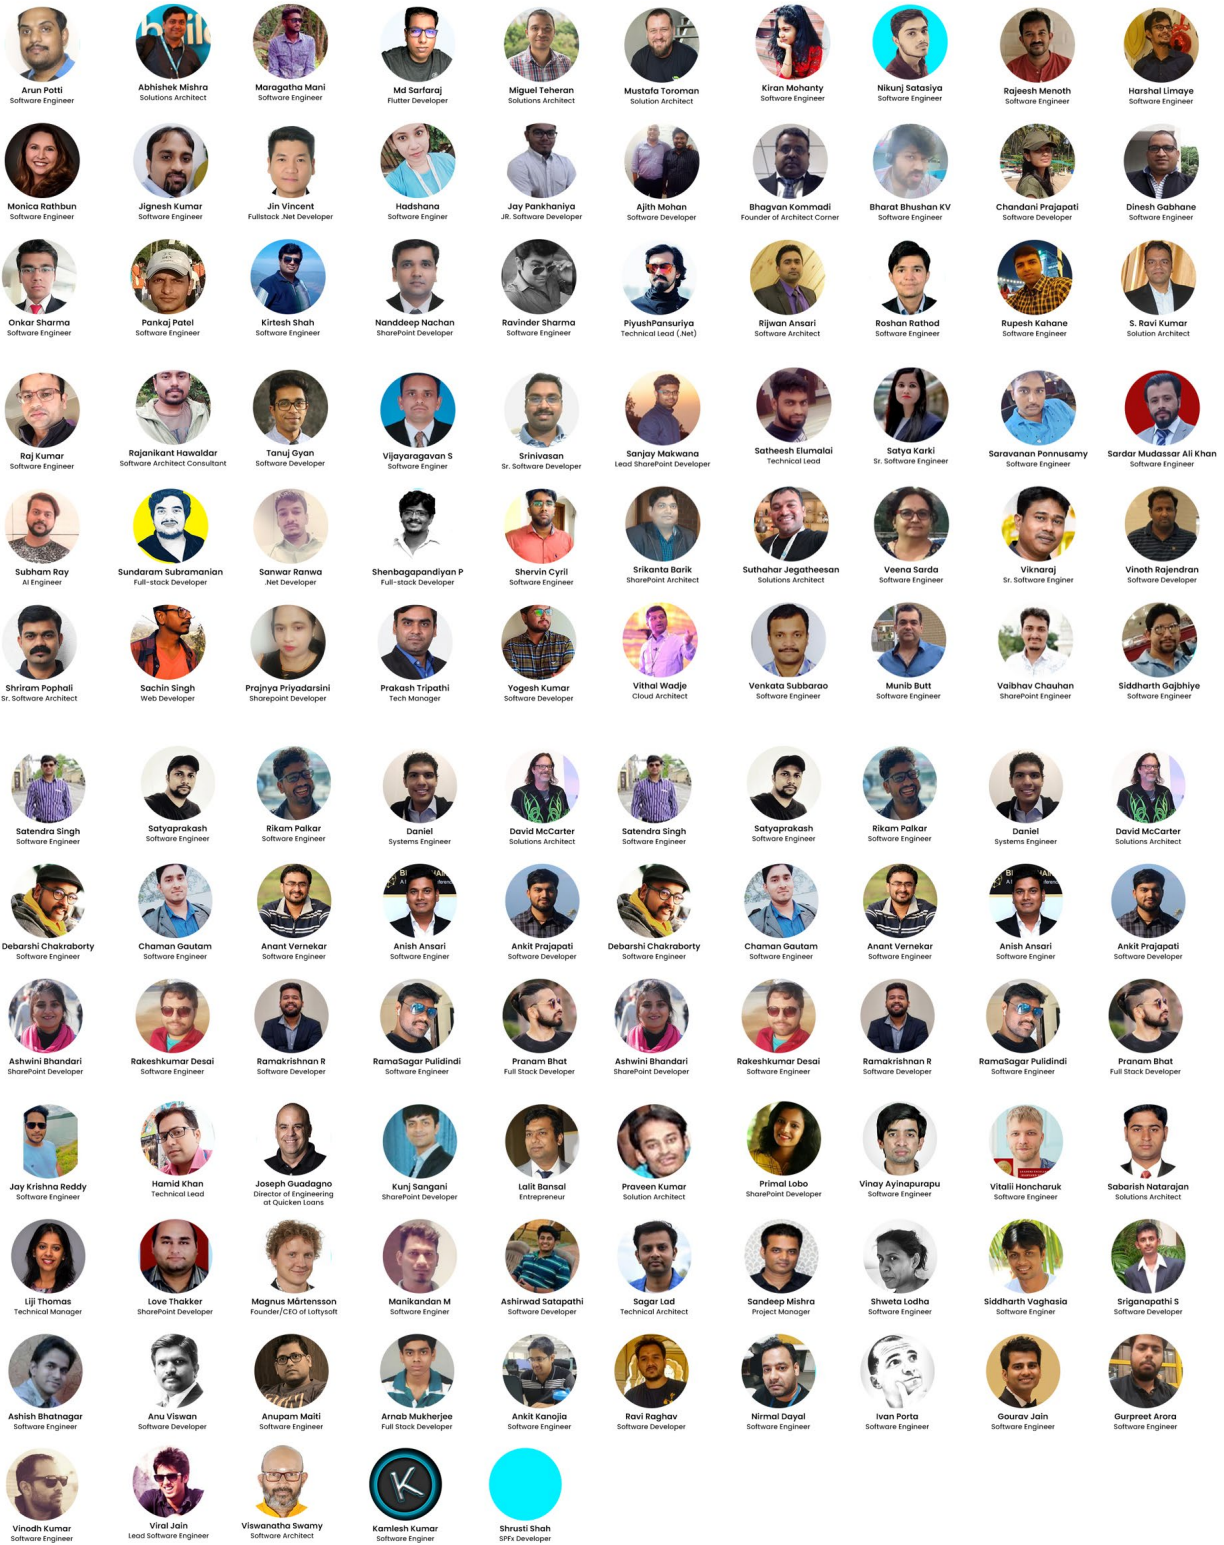 Arun Potti
Software Engineer
Abhishek Mishra
Solutions Architect
Maragatha Mani
Software Engineer
Md Sarfaraj
Flutter Developer
Miguel Teheran
Solutions Architect
Mustafa Toroman
Solution Architect
Kiran Mohanty
Software Engineer
Nikunj Satasiya
Software Engineer
Rajeesh Menoth
Software Engineer
Harshal Limaye
Software Engineer
Monica Rathbun
Software Engineer
Jignesh Kumar
Software Engineer
Jin Vincent
Fullstack .Net Developer
Hadshana
Software Enginer
Jay Pankhaniya
JR. Software Developer
Ajith Mohan
Software Developer
Bhagvan Kommadi
Founder of Architect Corner
Bharat Bhushan KV
Software Engineer
Chandani Prajapati
Software Developer
Dinesh Gabhane
Software Engineer
Onkar Sharma
Software Engineer
Pankaj Patel
Software Engineer
Kirtesh Shah
Software Engineer
Nanddeep Nachan
SharePoint Developer
Ravinder Sharma
Software Engineer
PiyushPansuriya
Technical Lead (.Net)
Rijwan Ansari
Software Architect
Roshan Rathod
Software Engineer
Rupesh Kahane
Software Engineer
S. Ravi Kumar
Solution Architect
Raj Kumar
Software Engineer
Rajanikant Hawaldar
Software Architect Consultant
Tanuj Gyan
Software Developer
Vijayaragavan S
Software Enginer
Srinivasan
Sr. Software Developer
Sanjay Makwana
Lead SharePoint Developer
Satheesh Elumalai
Technical Lead
Satya Karki
Sr. Software Engineer
Saravanan Ponnusamy
Software Engineer
Sardar Mudassar Ali Khan
Software Engineer
Subham Ray
AI Engineer
Sundaram Subramanian
Full-stack Developer
Sanwar Ranwa
.Net Developer
Shenbagapandiyan P
Full-stack Developer
Shervin Cyril
Software Engineer
Srikanta Barik
SharePoint Architect
Suthahar Jegatheesan
Solutions Architect
Veena Sarda
Software Engineer
Viknaraj
Sr. Software Enginer
Vinoth Rajendran
Software Developer
Shriram Pophali
Sr. Software Architect
Sachin Singh
Web Developer
Prajnya Priyadarsini
Sharepoint Developer
Prakash Tripathi
Tech Manager
Yogesh Kumar
Software Developer
Vithal Wadje
Cloud Architect
Venkata Subbarao
Software Engineer
Munib Butt
Software Engineer
Vaibhav Chauhan
SharePoint Engineer
Siddharth Gajbhiye
Software Engineer
Satendra Singh
Software Engineer
Satyaprakash
Software Engineer
Rikam Palkar
Software Engineer
Daniel
Systems Engineer
David McCarter
Solutions Architect
Satendra Singh
Software Engineer
Satyaprakash
Software Engineer
Rikam Palkar
Software Engineer
Daniel
Systems Engineer
David McCarter
Solutions Architect
Debarshi Chakraborty
Software Engineer
Chaman Gautam
Software Engineer
Anant Vernekar
Software Engineer
Anish Ansari
Software Enginer
Ankit Prajapati
Software Developer
Debarshi Chakraborty
Software Engineer
Chaman Gautam
Software Engineer
Anant Vernekar
Software Engineer
Anish Ansari
Software Enginer
Ankit Prajapati
Software Developer
Ashwini Bhandari
SharePoint Developer
Rakeshkumar Desai
Software Engineer
Ramakrishnan R
Software Developer
RamaSagar Pulidindi
Software Enginer
Pranam Bhat
Full Stack Developer
Ashwini Bhandari
SharePoint Developer
Rakeshkumar Desai
Software Engineer
Ramakrishnan R
Software Developer
RamaSagar Pulidindi
Software Enginer
Pranam Bhat
Full Stack Developer
Jay Krishna Reddy
Software Engineer
Hamid Khan
Technical Lead
Joseph Guadagno
Director of Engineering
at Quicken Loans
Kunj Sangani
SharePoint Developer
Lalit Bansal
Entrepreneur
Praveen Kumar
Solution Architect
Primal Lobo
SharePoint Developer
Vinay Ayinapurapu
Software Engineer
Vitalii Honcharuk
Software Engineer
Sabarish Natarajan
Solutions Architect
Liji Thomas
Technical Manager
Love Thakker
SharePoint Developer
Magnus Mårtensson
Founder/CEO of Loftysoft
Manikandan M
Software Enginer
Ashirwad Satapathi
Software Developer
Sagar Lad
Technical Architect
Sandeep Mishra
Project Manager
Shweta Lodha
Software Engineer
Siddharth Vaghasia
Software Enginer
Sriganapathi S
Software Developer
Ashish Bhatnagar
Software Engineer
Anu Viswan
Software Developer
Anupam Maiti
Software Engineer
Arnab Mukherjee
Full Stack Developer
Ankit Kanojia
Software Engineer
Ravi Raghav
Software Developer
Nirmal Dayal
Software Engineer
Ivan Porta
Software Engineer
Gourav Jain
Software Enginer
Gurpreet Arora
Software Engineer
Vinodh Kumar
Software Engineer
Viral Jain
Lead Software Engineer
Viswanatha Swamy
Software Architect
K
Kamlesh Kumar
Software Enginer
Shrusti Shah
SPFx Developer